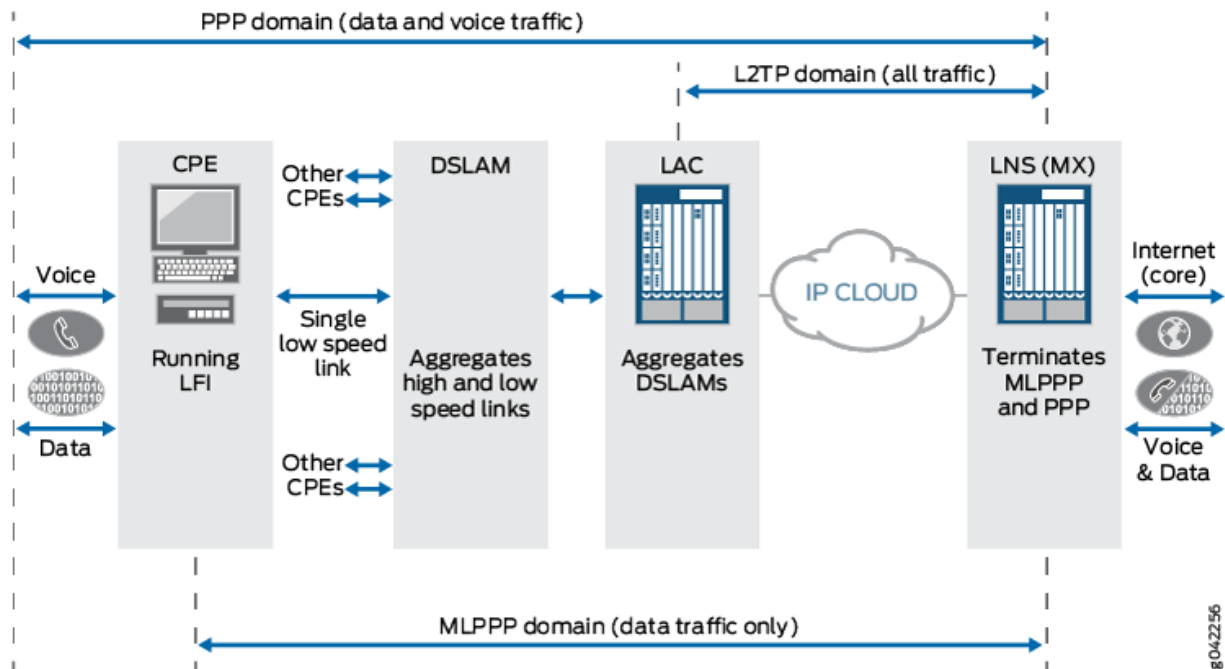 PPP domain (data and voice traffic)
L2TP domain (all traffic)
CPE
Other
CPEs
DSLAM
LAC
LNS (MX)
Voice
Internet
(core)
IP CLOUD
Single
low speed
link
Running
LFI
Aggregates
high and low
speed links
Aggregates
DSLAMs
Terminates
MLPPP
and PPP
Data
Voice
& Data
Other
CPEs
MLPPP domain (data traffic only)
g042256